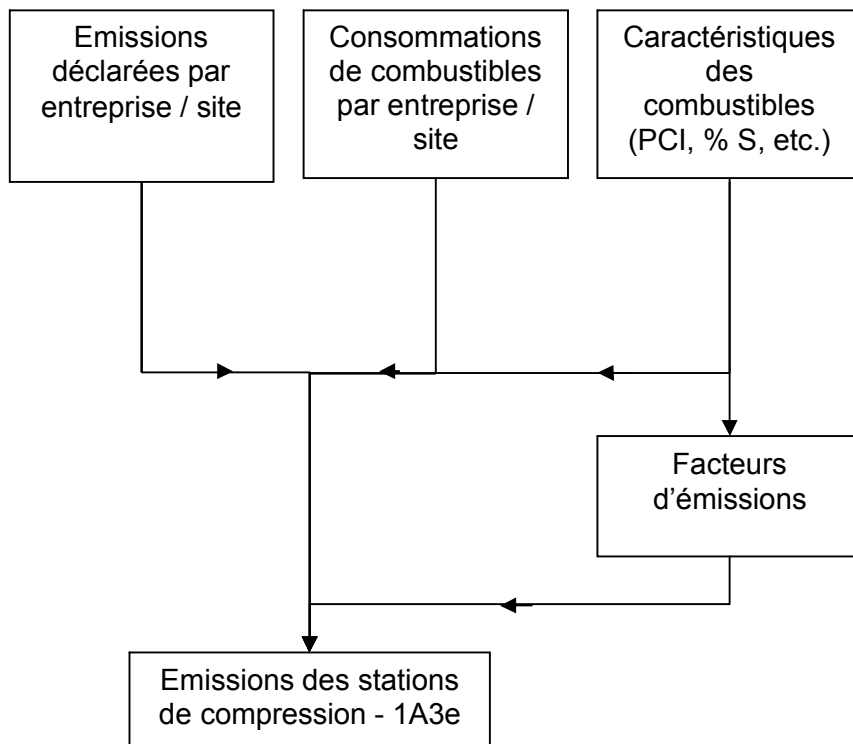 Emissions
déclarées par
entreprise / site
Consommations
de combustibles
par entreprise /
site
Caractéristiques
des
combustibles
(PCI, % S, etc.)
Facteurs
d’émissions
Emissions des stations
de compression - 1A3e